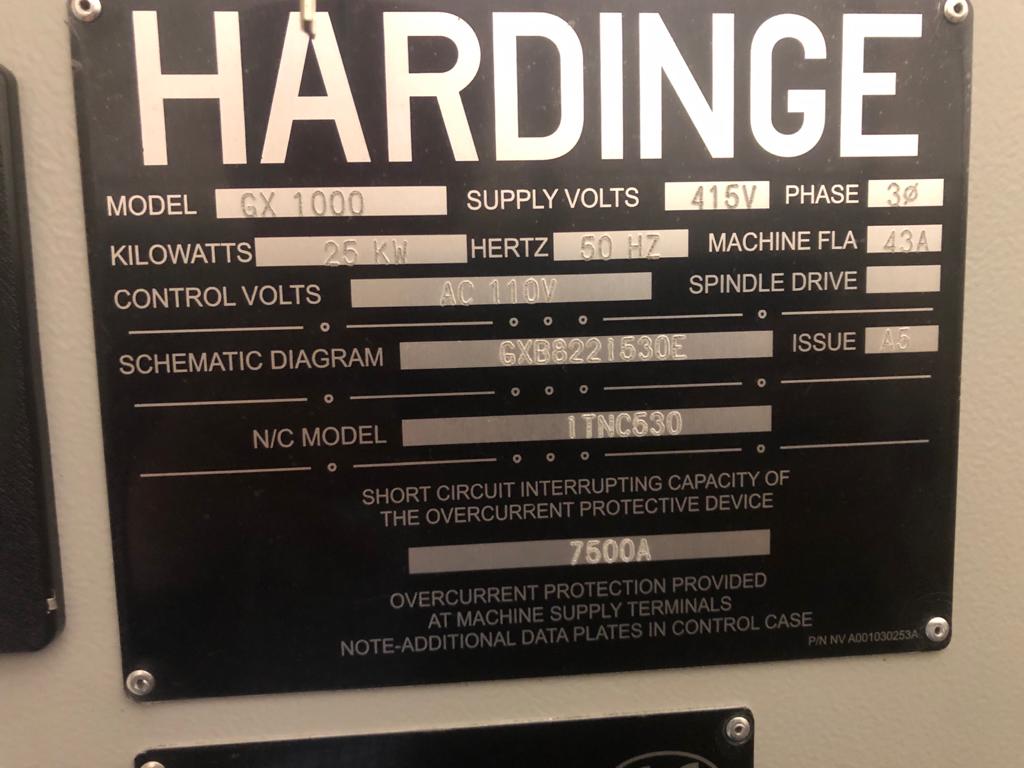 HARDINGE
MODEL GX 1000 SUPPLY VOLTS 415V PHASE 3ø
KILOWATTS 25 KW HERTZ 50 HZ MACHINE FLA 43A
CONTROL VOLTS AC 110V SPINDLE DRIVE
SCHEMATIC DIAGRAM GXB8221530E ISSUE A5
N/C MODEL iTNC530
SHORT CIRCUIT INTERRUPTING CAPACITY OF
THE OVERCURRENT PROTECTIVE DEVICE
7500A
OVERCURRENT PROTECTION PROVIDED
AT MACHINE SUPPLY TERMINALS
NOTE-ADDITIONAL DATA PLATES IN CONTROL CASE
P/N NV A001030253A